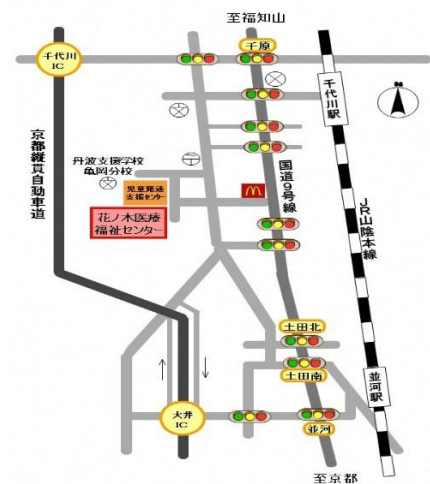 至福知山
千原
千代川
IC
千代川駅
京都縦貫自動車道
丹波支援学校
亀岡分校
児童発達
支援センター
花ノ木医療
福祉センター
国道9号線
JR山陰本線
土田北
土田南
並河駅
大井
IC
並河
至京都